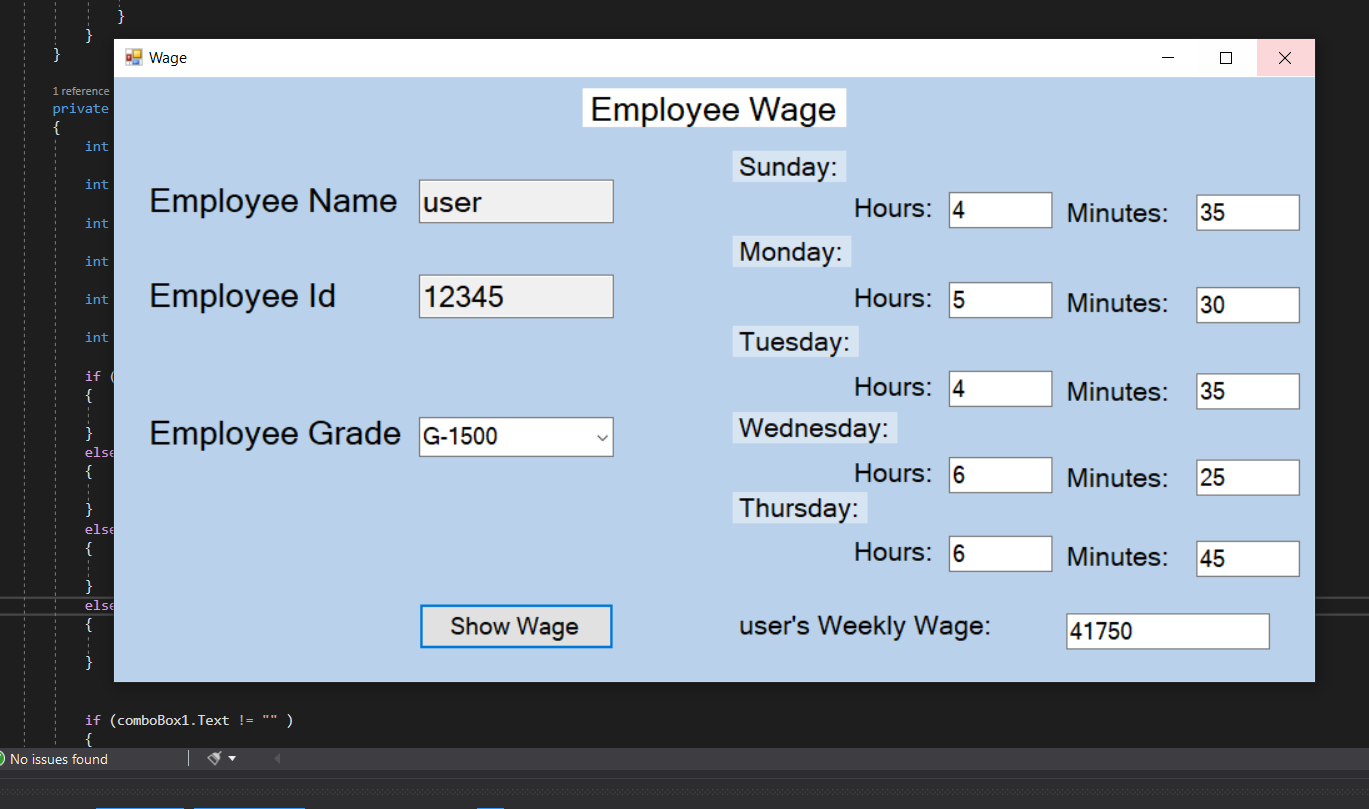 }
}
}
Wage
1 reference
private
{
int
int
int
int
int
int
if (
{
}
else
{
}
else
{
}
else
{
}
if (comboBox1.Text != "" )
{
Employee Wage
Employee Name user
Employee Id 12345
Employee Grade G-1500
Show Wage
Sunday:
Hours: 4 Minutes: 35
Monday:
Hours: 5 Minutes: 30
Tuesday:
Hours: 4 Minutes: 35
Wednesday:
Hours: 6 Minutes: 25
Thursday:
Hours: 6 Minutes: 45
user's Weekly Wage: 41750
No issues found